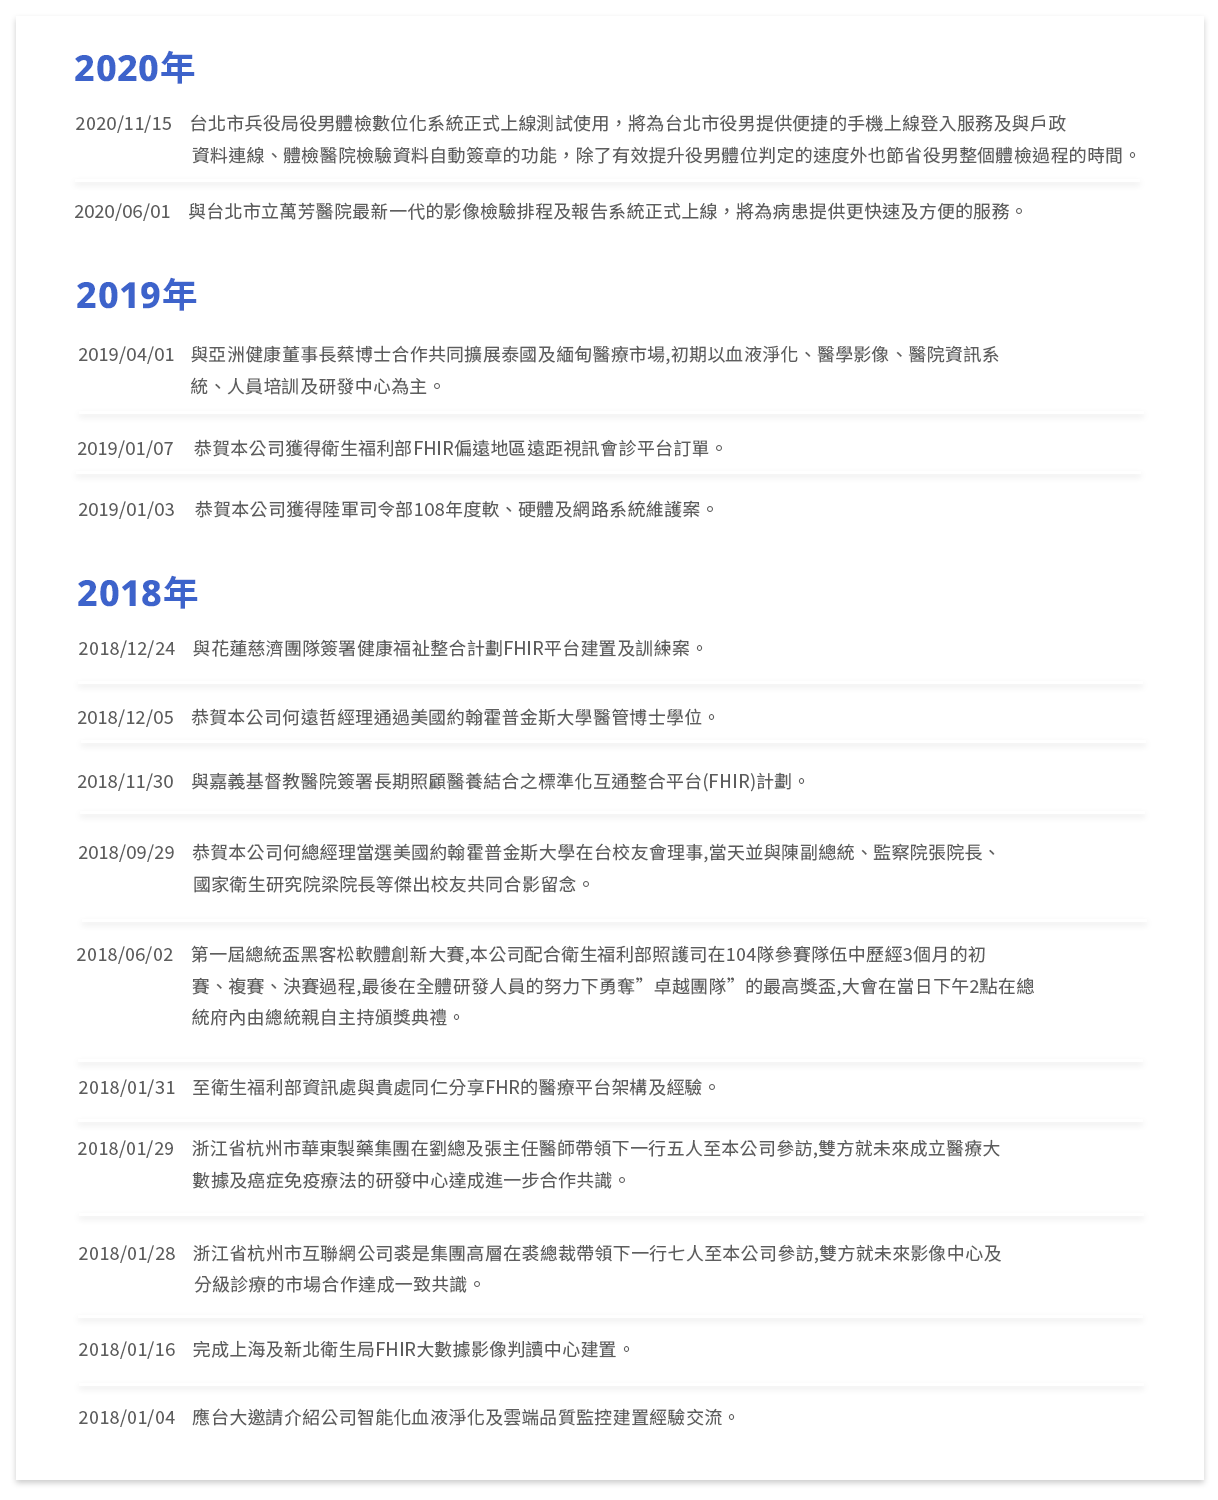 2020年
2020/11/15 台北市兵役局役男體檢數位化系統正式上線測試使用，將為台北市役男提供便捷的手機上線登入服務及與戶政
資料連線、體檢醫院檢驗資料自動簽章的功能，除了有效提升役男體位判定的速度外也節省役男整個體檢過程的時間。
2020/06/01 與台北市立萬芳醫院最新一代的影像檢驗排程及報告系統正式上線，將為病患提供更快速及方便的服務。
2019年
2019/04/01 與亞洲健康董事長蔡博士合作共同擴展泰國及緬甸醫療市場,初期以血液淨化、醫學影像、醫院資訊系
統、人員培訓及研發中心為主。
2019/01/07 恭賀本公司獲得衛生福利部FHIR偏遠地區遠距視訊會診平台訂單。
2019/01/03 恭賀本公司獲得陸軍司令部108年度軟、硬體及網路系統維護案。
2018年
2018/12/24 與花蓮慈濟團隊簽署健康福祉整合計劃FHIR平台建置及訓練案。
2018/12/05 恭賀本公司何遠哲經理通過美國約翰霍普金斯大學醫管博士學位。
2018/11/30 與嘉義基督教醫院簽署長期照顧醫養結合之標準化互通整合平台(FHIR)計劃。
2018/09/29 恭賀本公司何總經理當選美國約翰霍普金斯大學在台校友會理事,當天並與陳副總統、監察院張院長、
國家衛生研究院梁院長等傑出校友共同合影留念。
2018/06/02 第一屆總統盃黑客松軟體創新大賽,本公司配合衛生福利部照護司在104隊參賽隊伍中歷經3個月的初
賽、複賽、決賽過程,最後在全體研發人員的努力下勇奪”卓越團隊”的最高獎盃,大會在當日下午2點在總
統府內由總統親自主持頒獎典禮。
2018/01/31 至衛生福利部資訊處與貴處同仁分享FHR的醫療平台架構及經驗。
2018/01/29 浙江省杭州市華東製藥集團在劉總及張主任醫師帶領下一行五人至本公司參訪,雙方就未來成立醫療大
數據及癌症免疫療法的研發中心達成進一步合作共識。
2018/01/28 浙江省杭州市互聯網公司裘是集團高層在裘總裁帶領下一行七人至本公司參訪,雙方就未來影像中心及
分級診療的市場合作達成一致共識。
2018/01/16 完成上海及新北衛生局FHIR大數據影像判讀中心建置。
2018/01/04 應台大邀請介紹公司智能化血液淨化及雲端品質監控建置經驗交流。